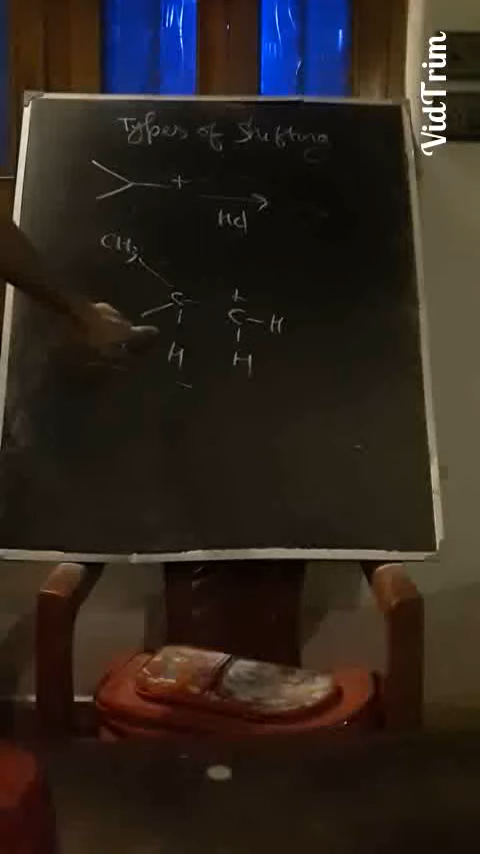 Types of Shifting
+
Hcl
CH3
C +
C - H
H H
VidTrim